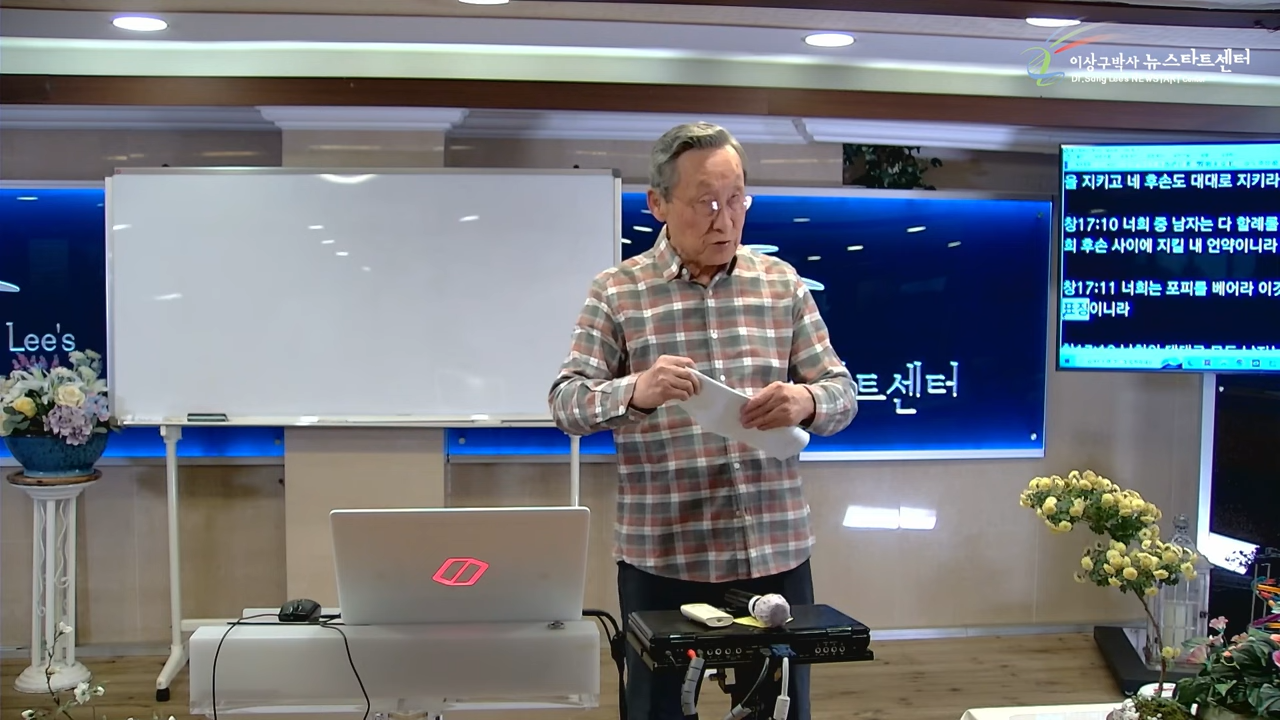 이상구박사 뉴스타트센터
을 지키고 네 후손도 대대로 지키라
창17:10 너희 중 남자는 다 할례를
희 후손 사이에 지킬 내 언약이니라
창17:11 너희는 포피를 베어라 이것
표징이니라
Lee's
트센터